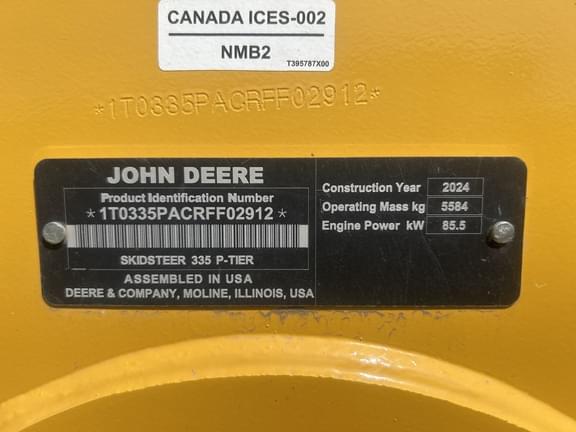 CANADA ICES-002
NMB2
T395787X00
*1T0335PACRFF02912*
JOHN DEERE
Product Identification Number
*1T0335PACRFF02912*
SKIDSTEER 335 P-TIER
ASSEMBLED IN USA
DEERE & COMPANY, MOLINE, ILLINOIS, USA
Construction Year 2024
Operating Mass kg 5584
Engine Power kW 85.5